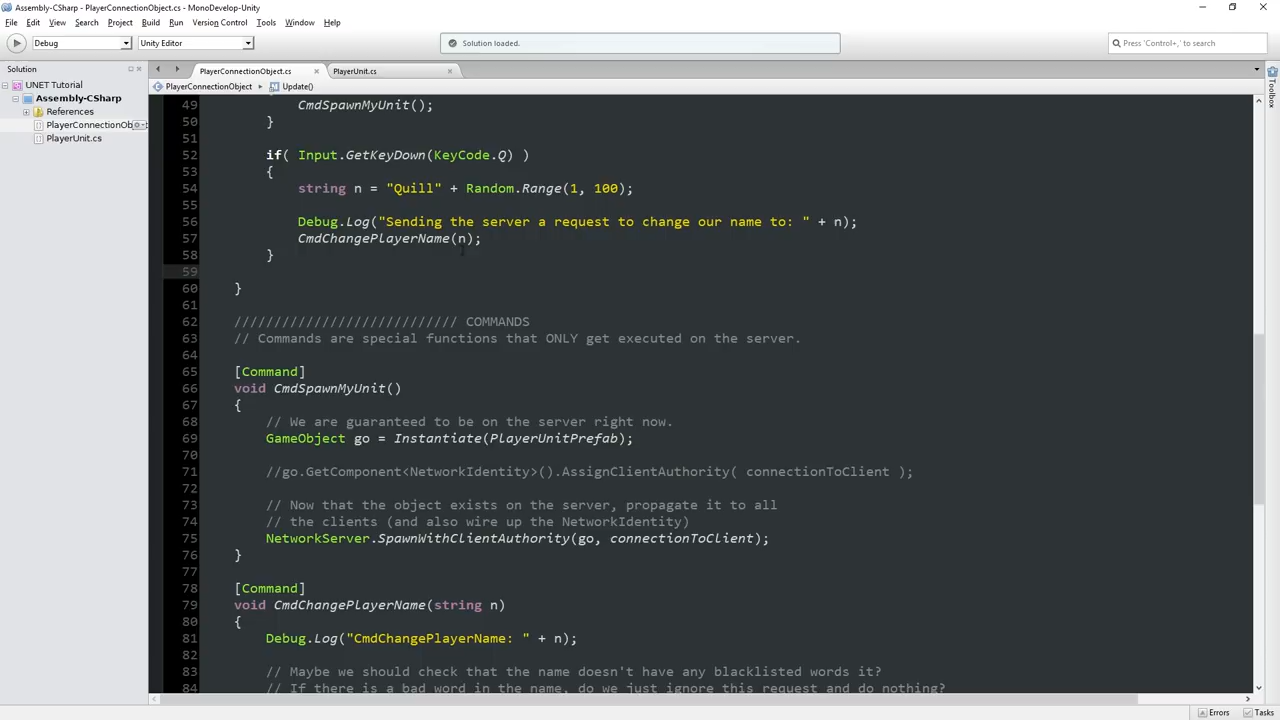 Assembly-CSharp - PlayerConnectionObject.cs - MonoDevelop-Unity
File Edit View Search Project Build Run Version Control Tools Window Help
Debug Unity Editor Solution loaded. Press 'Control+,' to search
Solution PlayerConnectionObject.cs PlayerUnit.cs
UNET Tutorial PlayerConnectionObject Update()
Assembly-CSharp
References
PlayerConnectionOb
PlayerUnit.cs
Toolbox
49 CmdSpawnMyUnit();
50 }
51
52 if( Input.GetKeyDown(KeyCode.Q) )
53 {
54 string n = "Quill" + Random.Range(1, 100);
55
56 Debug.Log("Sending the server a request to change our name to: " + n);
57 CmdChangePlayerName(n);
58 }
59
60 }
61
62 //////////////////////////// COMMANDS
63 // Commands are special functions that ONLY get executed on the server.
64
65 [Command]
66 void CmdSpawnMyUnit()
67 {
68 // We are guaranteed to be on the server right now.
69 GameObject go = Instantiate(PlayerUnitPrefab);
70
71 //go.GetComponent<NetworkIdentity>().AssignClientAuthority( connectionToClient );
72
73 // Now that the object exists on the server, propagate it to all
74 // the clients (and also wire up the NetworkIdentity)
75 NetworkServer.SpawnWithClientAuthority(go, connectionToClient);
76 }
77
78 [Command]
79 void CmdChangePlayerName(string n)
80 {
81 Debug.Log("CmdChangePlayerName: " + n);
82
83 // Maybe we should check that the name doesn't have any blacklisted words it?
84 // If there is a bad word in the name, do we just ignore this request and do nothing?
Errors Tasks